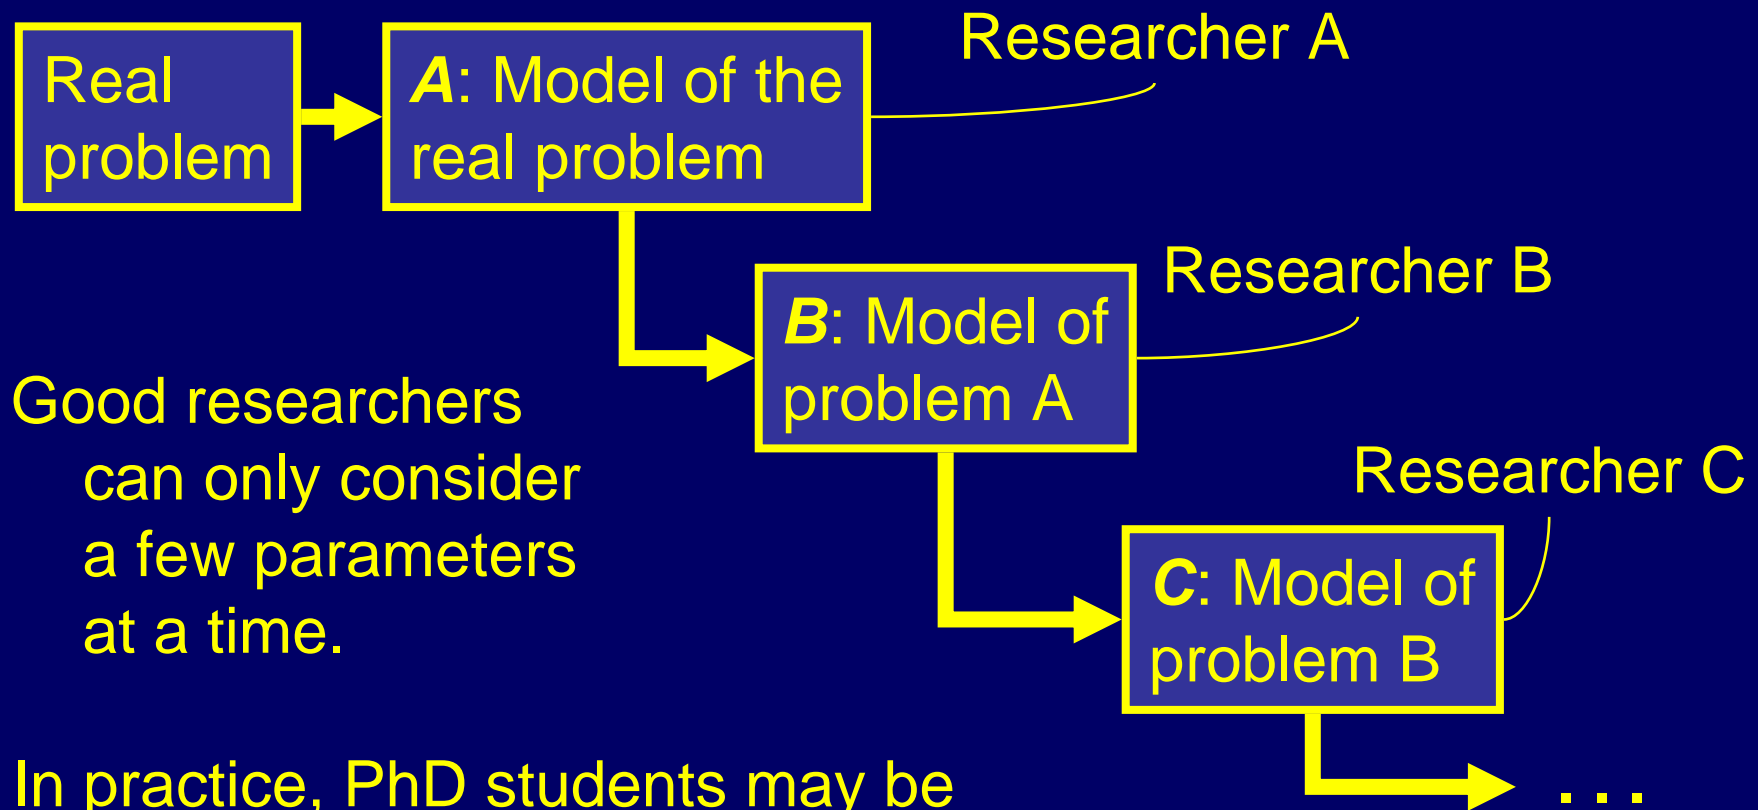 Real
problem
A: Model of the
real problem
Researcher A
B: Model of
problem A
Researcher B
Good researchers
can only consider
a few parameters
at a time.
C: Model of
problem B
Researcher C
In practice, PhD students may be
. . .